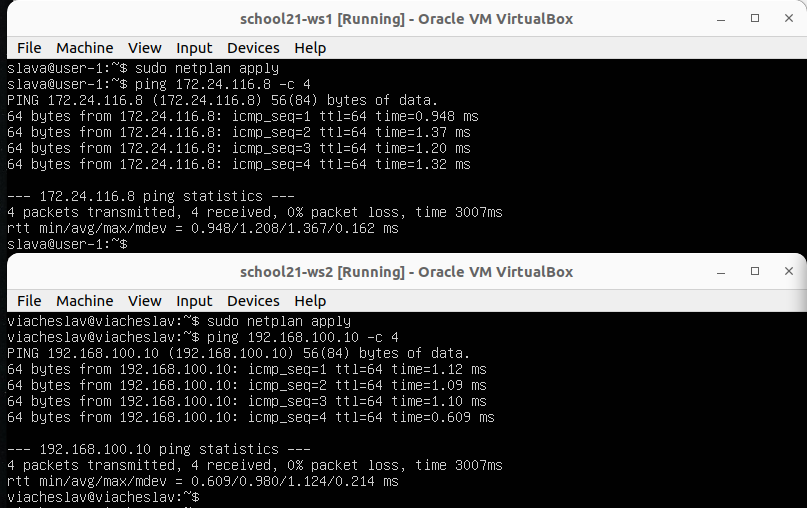 school21-ws1 [Running] - Oracle VM VirtualBox
File Machine View Input Devices Help
slava@user-1:~$ sudo netplan apply
slava@user-1:~$ ping 172.24.116.8 -c 4
PING 172.24.116.8 (172.24.116.8) 56(84) bytes of data.
64 bytes from 172.24.116.8: icmp_seq=1 ttl=64 time=0.948 ms
64 bytes from 172.24.116.8: icmp_seq=2 ttl=64 time=1.37 ms
64 bytes from 172.24.116.8: icmp_seq=3 ttl=64 time=1.20 ms
64 bytes from 172.24.116.8: icmp_seq=4 ttl=64 time=1.32 ms
--- 172.24.116.8 ping statistics ---
4 packets transmitted, 4 received, 0% packet loss, time 3007ms
rtt min/avg/max/mdev = 0.948/1.208/1.367/0.162 ms
slava@user-1:~$
school21-ws2 [Running] - Oracle VM VirtualBox
File Machine View Input Devices Help
viacheslav@viacheslav:~$ sudo netplan apply
viacheslav@viacheslav:~$ ping 192.168.100.10 -c 4
PING 192.168.100.10 (192.168.100.10) 56(84) bytes of data.
64 bytes from 192.168.100.10: icmp_seq=1 ttl=64 time=1.12 ms
64 bytes from 192.168.100.10: icmp_seq=2 ttl=64 time=1.09 ms
64 bytes from 192.168.100.10: icmp_seq=3 ttl=64 time=1.10 ms
64 bytes from 192.168.100.10: icmp_seq=4 ttl=64 time=0.609 ms
--- 192.168.100.10 ping statistics ---
4 packets transmitted, 4 received, 0% packet loss, time 3007ms
rtt min/avg/max/mdev = 0.609/0.980/1.124/0.214 ms
viacheslav@viacheslav:~$